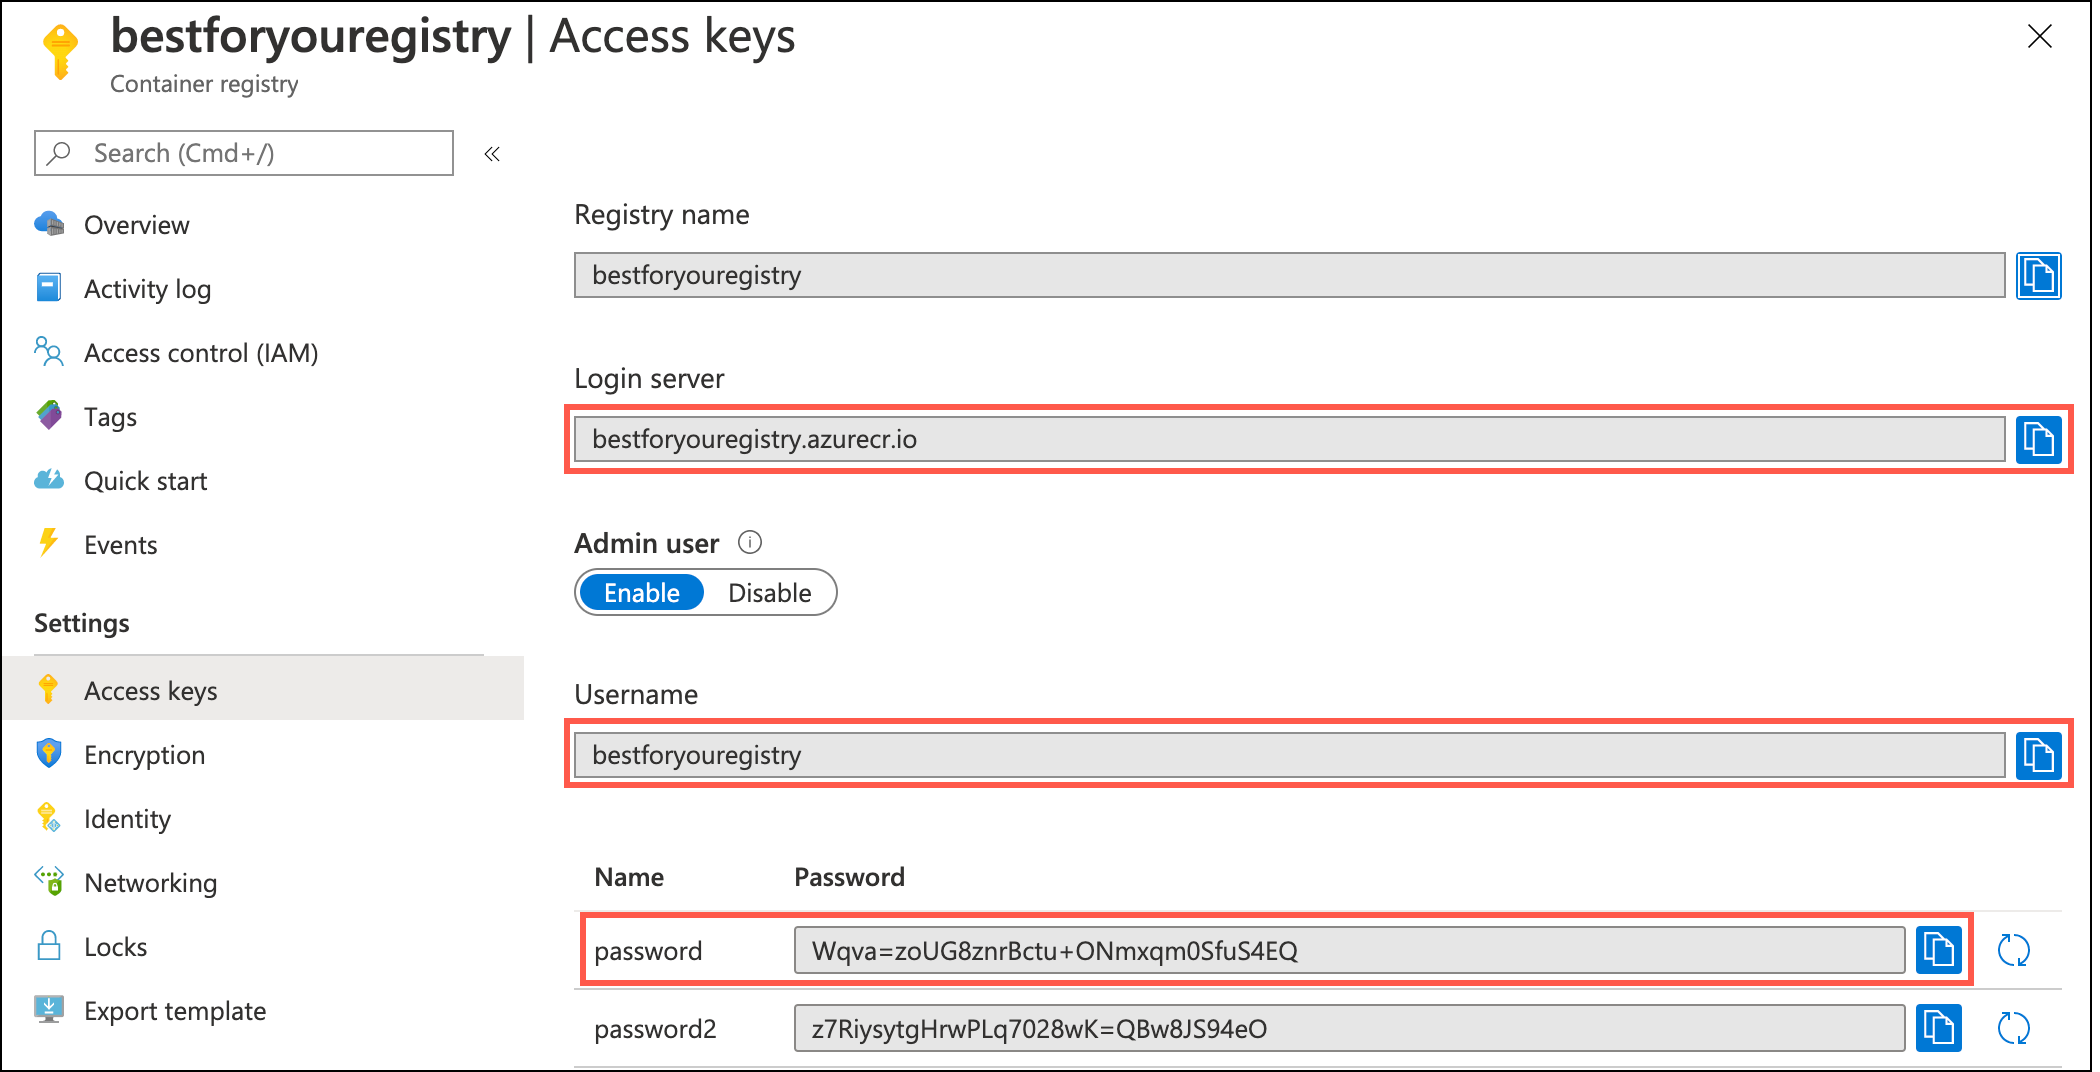 bestforyouregistry | Access keys
Container registry
Search (Cmd+/)
«
Overview
Activity log
Access control (IAM)
Tags
Quick start
Events
Settings
Access keys
Encryption
Identity
Networking
Locks
Export template
Registry name
bestforyouregistry
Login server
bestforyouregistry.azurecr.io
Admin user
Enable Disable
Username
bestforyouregistry
Name Password
password Wqva=zoUG8znrBctu+ONmxqm0SfuS4EQ
password2 z7RiysytgHrwPLq7028wK=QBw8JS94eO